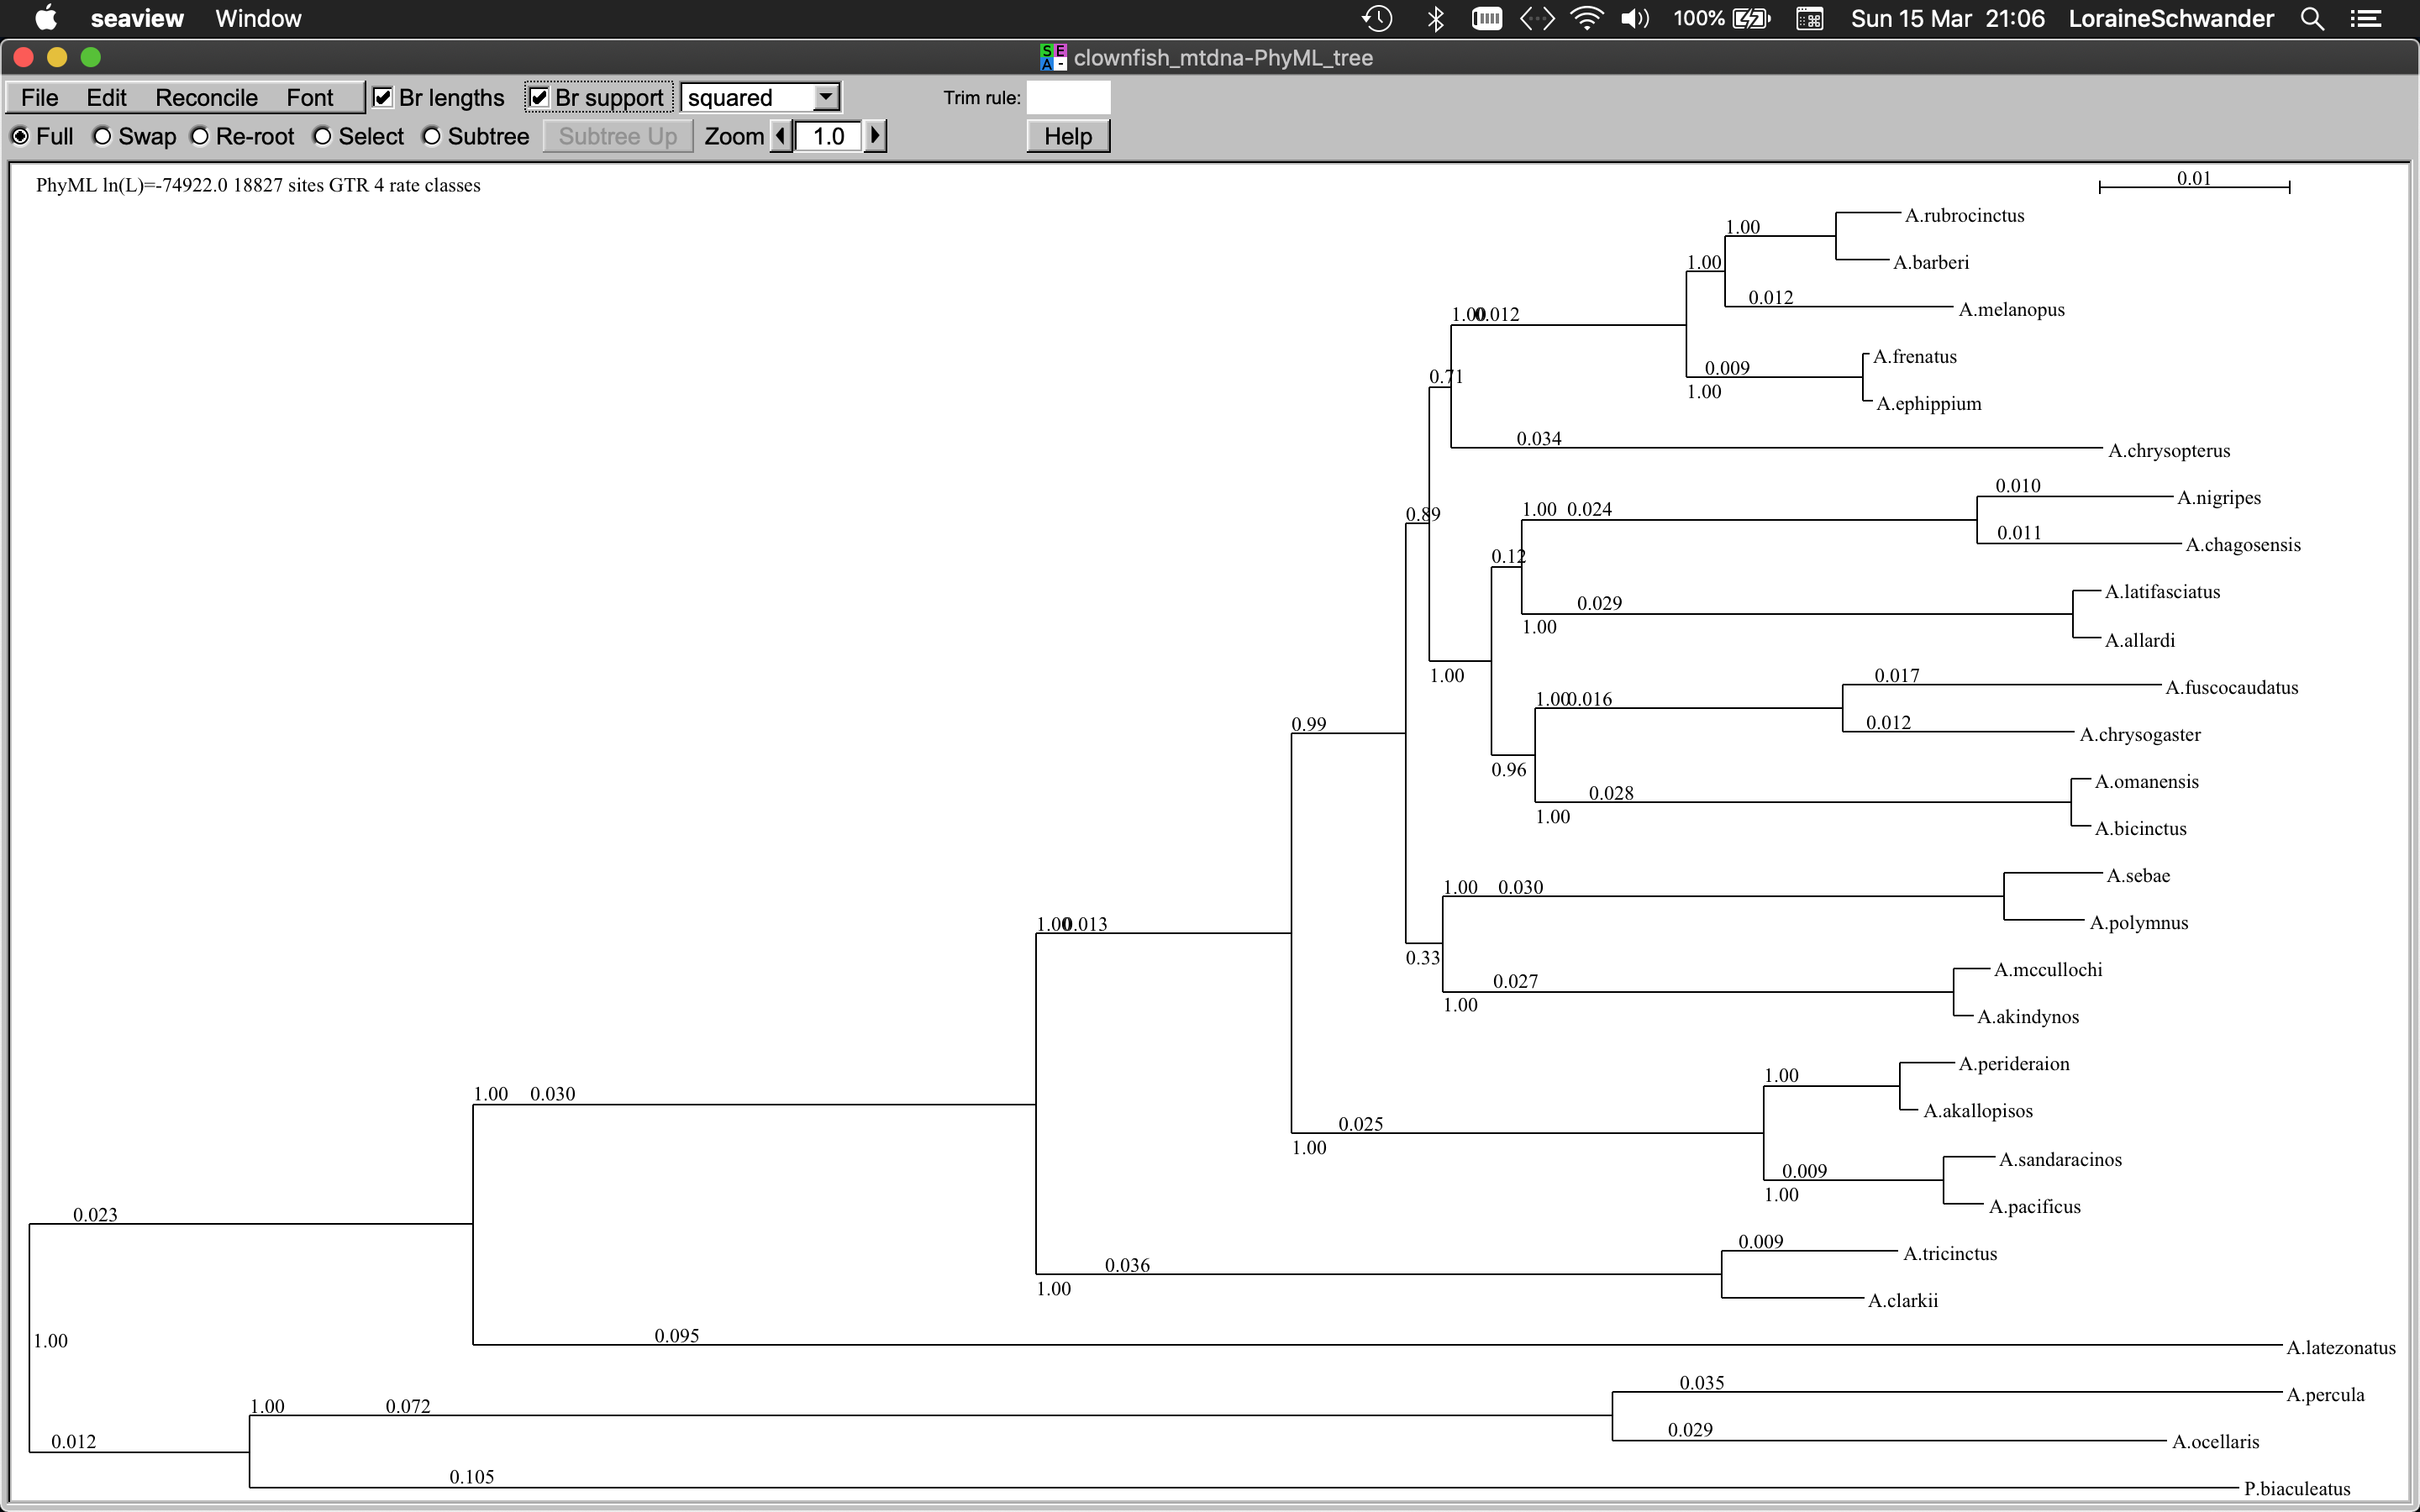 seaview Window 100% Sun 15 Mar 21:06 LoraineSchwander
SE
A-
clownfish_mtdna-PhyML_tree
File Edit Reconcile Font Br lengths Br support squared Trim rule:
Full Swap Re-root Select Subtree Subtree Up Zoom 1.0 Help
PhyML ln(L)=-74922.0 18827 sites GTR 4 rate classes
0.01
A.rubrocinctus
1.00
A.barberi
1.00
0.012
A.melanopus
1.00 0.012
A.frenatus
0.009
1.00
A.ephippium
0.71
0.034
A.chrysopterus
0.010
A.nigripes
1.00 0.024
0.89
0.011
A.chagosensis
0.12
A.latifasciatus
0.029
1.00
A.allardi
1.00
0.017
A.fuscocaudatus
1.00 0.016
0.012
A.chrysogaster
0.99
0.96
A.omanensis
0.028
1.00
A.bicinctus
A.sebae
1.00 0.030
A.polymnus
1.00 0.013
0.33
A.mccullochi
0.027
1.00
A.akindynos
A.perideraion
1.00
1.00 0.030
A.akallopisos
0.025
1.00
A.sandaracinos
0.009
1.00
A.pacificus
0.023
0.009
A.tricinctus
0.036
1.00
A.clarkii
1.00
0.095
A.latezonatus
0.035
A.percula
1.00 0.072
0.029
A.ocellaris
0.012
0.105
P.biaculeatus